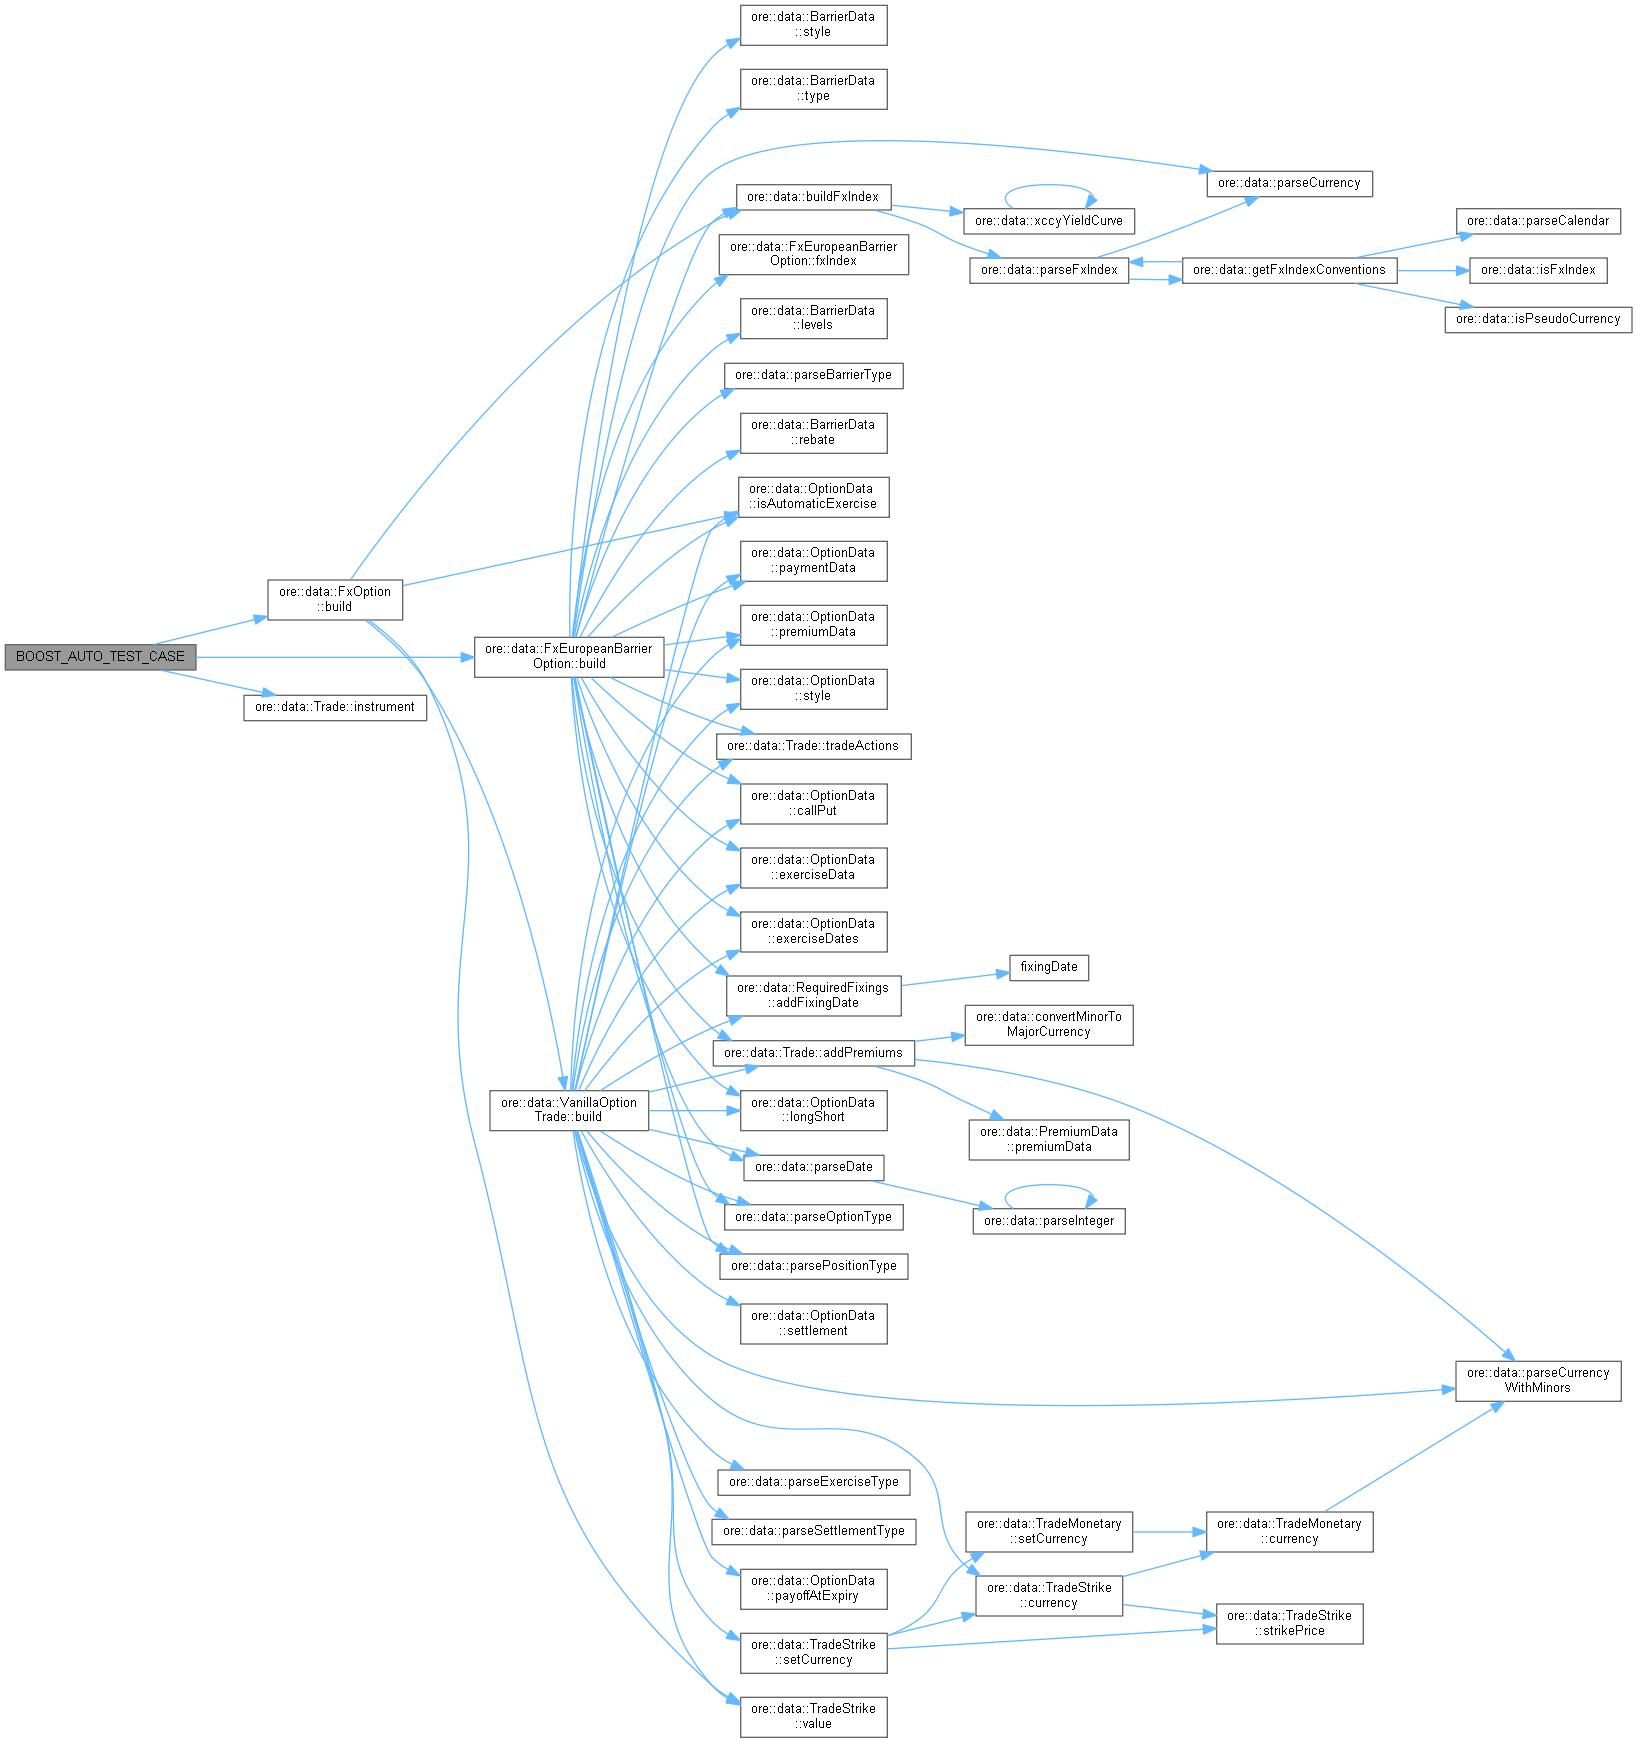 ore::data::BarrierData
::style
ore::data::BarrierData
::type
ore::data::parseCurrency
ore::data::buildFxIndex
ore::data::xccyYieldCurve
ore::data::parseCalendar
ore::data::FxEuropeanBarrier
Option::fxIndex
ore::data::parseFxIndex
ore::data::getFxIndexConventions
ore::data::isFxIndex
ore::data::BarrierData
::levels
ore::data::isPseudoCurrency
ore::data::parseBarrierType
ore::data::BarrierData
::rebate
ore::data::OptionData
::isAutomaticExercise
ore::data::OptionData
::paymentData
ore::data::FxOption
::build
ore::data::OptionData
::premiumData
BOOST_AUTO_TEST_CASE
ore::data::FxEuropeanBarrier
Option::build
ore::data::OptionData
::style
ore::data::Trade::instrument
ore::data::Trade::tradeActions
ore::data::OptionData
::callPut
ore::data::OptionData
::exerciseData
ore::data::OptionData
::exerciseDates
ore::data::RequiredFixings
::addFixingDate
fixingDate
ore::data::convertMinorTo
MajorCurrency
ore::data::Trade::addPremiums
ore::data::VanillaOption
Trade::build
ore::data::OptionData
::longShort
ore::data::PremiumData
::premiumData
ore::data::parseDate
ore::data::parseInteger
ore::data::parseOptionType
ore::data::parsePositionType
ore::data::OptionData
::settlement
ore::data::parseCurrency
WithMinors
ore::data::parseExerciseType
ore::data::parseSettlementType
ore::data::TradeMonetary
::setCurrency
ore::data::TradeMonetary
::currency
ore::data::OptionData
::payoffAtExpiry
ore::data::TradeStrike
::currency
ore::data::TradeStrike
::strikePrice
ore::data::TradeStrike
::setCurrency
ore::data::TradeStrike
::value